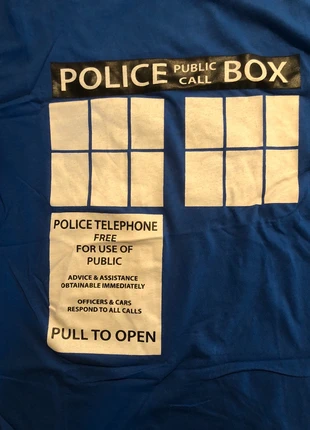 POLICE PUBLIC CALL BOX
POLICE TELEPHONE
FREE
FOR USE OF
PUBLIC
ADVICE & ASSISTANCE
OBTAINABLE IMMEDIATELY
OFFICERS & CARS
RESPOND TO ALL CALLS
PULL TO OPEN